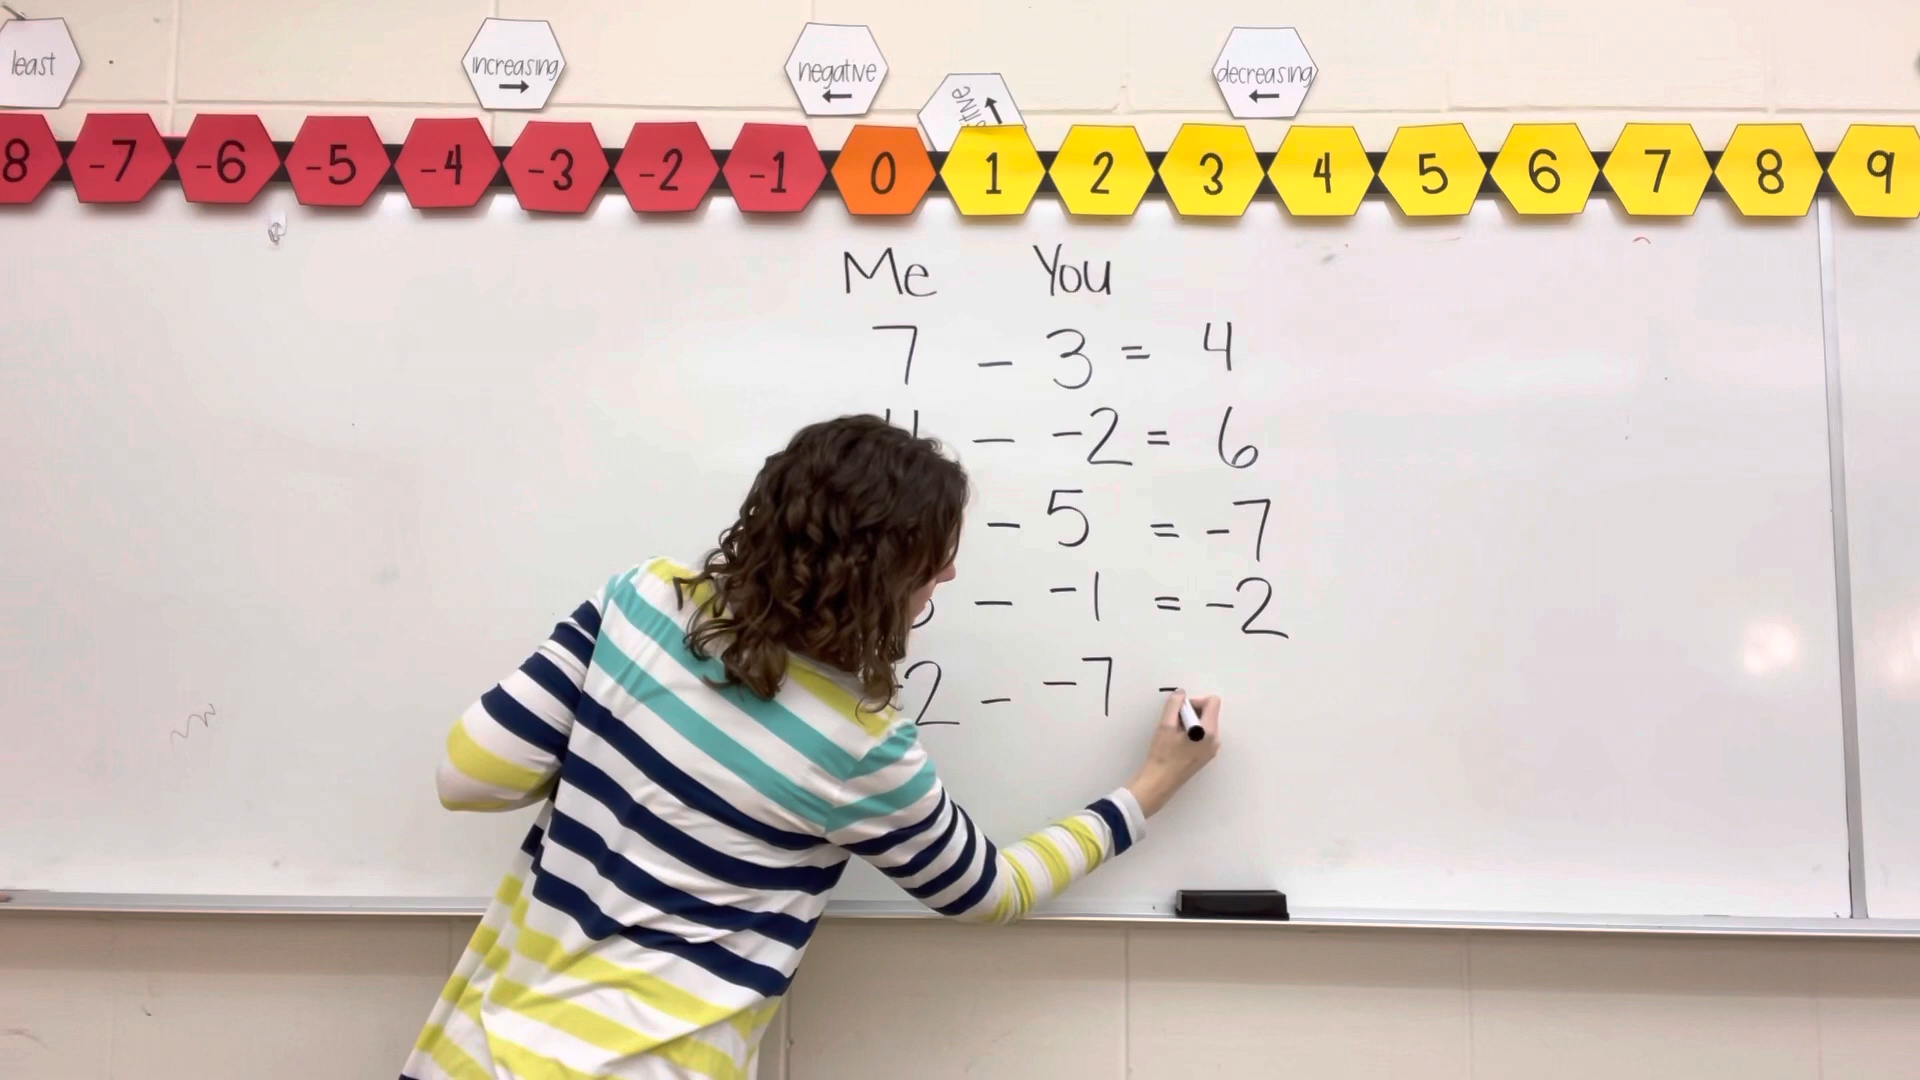 least increasing → negative ← decreasing ←
8 -7 -6 -5 -4 -3 -2 -1 0 1 2 3 4 5 6 7 8 9
Me You
7 - 3 = 4
- -2 = 6
- 5 = -7
- -1 = -2
-2 - -7